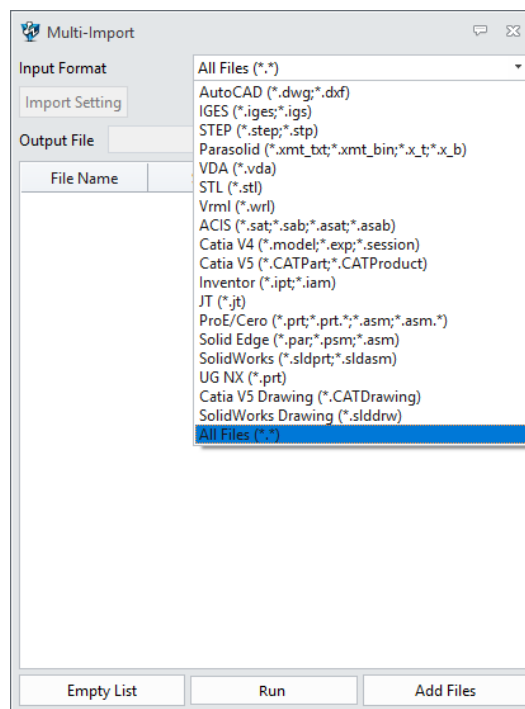 Multi-Import
Input Format
All Files (*.*)
Import Setting
Output File
File Name
AutoCAD (*.dwg;*.dxf)
IGES (*.iges;*.igs)
STEP (*.step;*.stp)
Parasolid (*.xmt_txt;*.xmt_bin;*.x_t;*.x_b)
VDA (*.vda)
STL (*.stl)
Vrml (*.wrl)
ACIS (*.sat;*.sab;*.asat;*.asab)
Catia V4 (*.model;*.exp;*.session)
Catia V5 (*.CATPart;*.CATProduct)
Inventor (*.ipt;*.iam)
JT (*.jt)
ProE/Cero (*.prt;*.prt.*;*.asm;*.asm.*)
Solid Edge (*.par;*.psm;*.asm)
SolidWorks (*.sldprt;*.sldasm)
UG NX (*.prt)
Catia V5 Drawing (*.CATDrawing)
SolidWorks Drawing (*.slddrw)
All Files (*.*)
Empty List
Run
Add Files